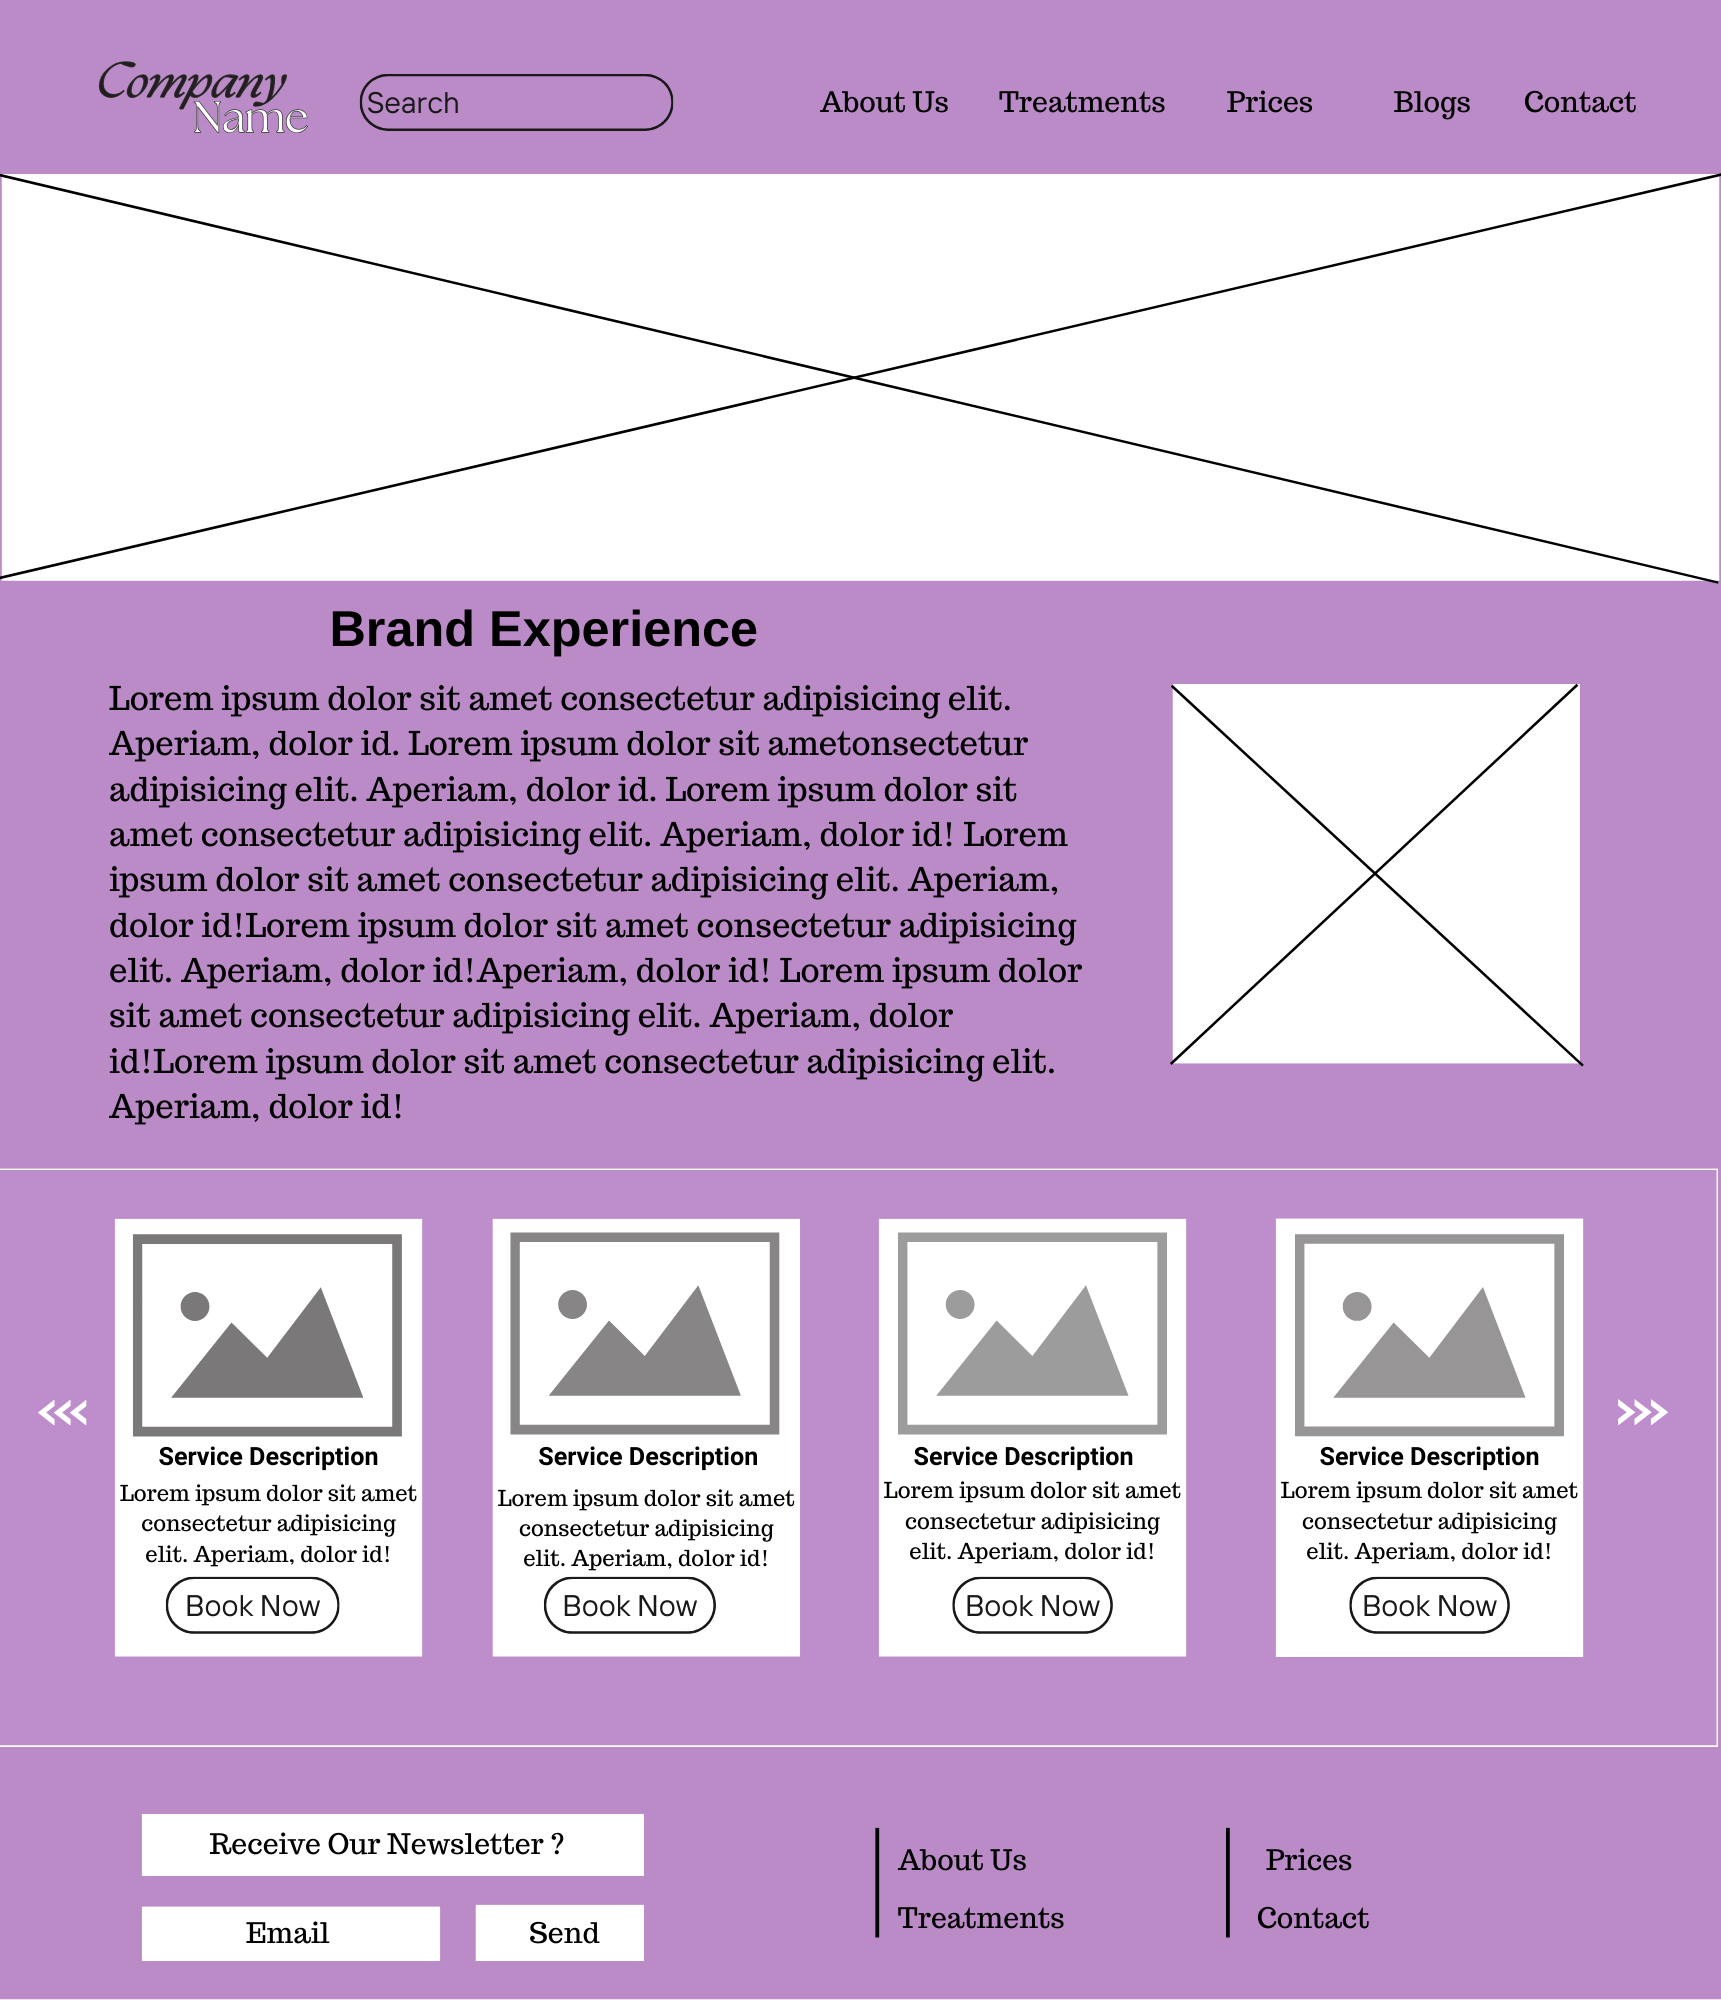 Company
Name
Search
About Us
Treatments
Prices
Blogs
Contact
Brand Experience
Lorem ipsum dolor sit amet consectetur adipisicing elit.
Aperiam, dolor id. Lorem ipsum dolor sit ametonsectetur
adipisicing elit. Aperiam, dolor id. Lorem ipsum dolor sit
amet consectetur adipisicing elit. Aperiam, dolor id! Lorem
ipsum dolor sit amet consectetur adipisicing elit. Aperiam,
dolor id!Lorem ipsum dolor sit amet consectetur adipisicing
elit. Aperiam, dolor id!Aperiam, dolor id! Lorem ipsum dolor
sit amet consectetur adipisicing elit. Aperiam, dolor
id!Lorem ipsum dolor sit amet consectetur adipisicing elit.
Aperiam, dolor id!
Service Description
Lorem ipsum dolor sit amet
consectetur adipisicing
elit. Aperiam, dolor id!
Book Now
Service Description
Lorem ipsum dolor sit amet
consectetur adipisicing
elit. Aperiam, dolor id!
Book Now
Service Description
Lorem ipsum dolor sit amet
consectetur adipisicing
elit. Aperiam, dolor id!
Book Now
Service Description
Lorem ipsum dolor sit amet
consectetur adipisicing
elit. Aperiam, dolor id!
Book Now
Receive Our Newsletter ?
Email
Send
About Us
Treatments
Prices
Contact